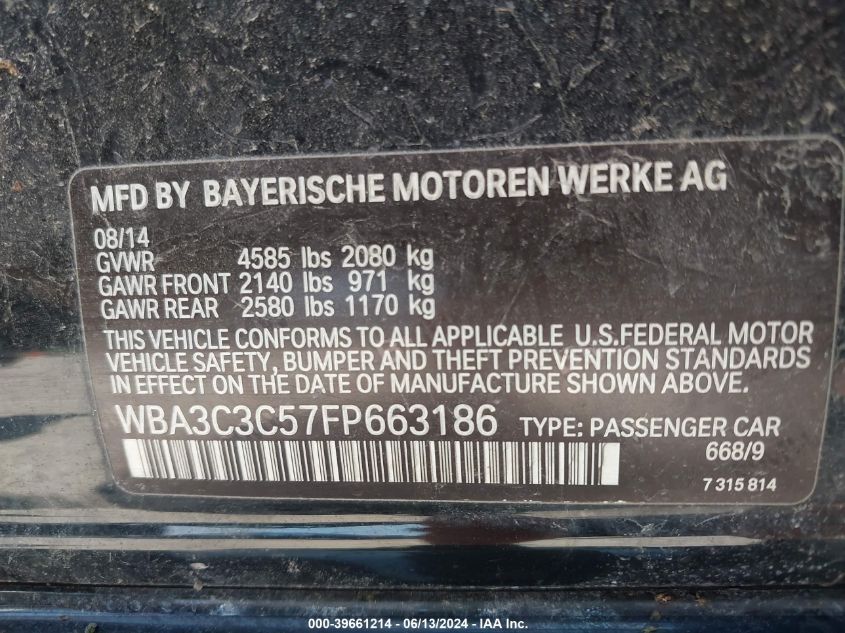 MFD BY BAYERISCHE MOTOREN WERKE AG
08/14
GVWR 4585 lbs 2080 kg
GAWR FRONT 2140 lbs 971 kg
GAWR REAR 2580 lbs 1170 kg
THIS VEHICLE CONFORMS TO ALL APPLICABLE U.S.FEDERAL MOTOR
VEHICLE SAFETY, BUMPER AND THEFT PREVENTION STANDARDS
IN EFFECT ON THE DATE OF MANUFACTURE SHOWN ABOVE.
WBA3C3C57FP663186 TYPE: PASSENGER CAR
668/9
7 315 814
000-39661214 - 06/13/2024 - IAA Inc.